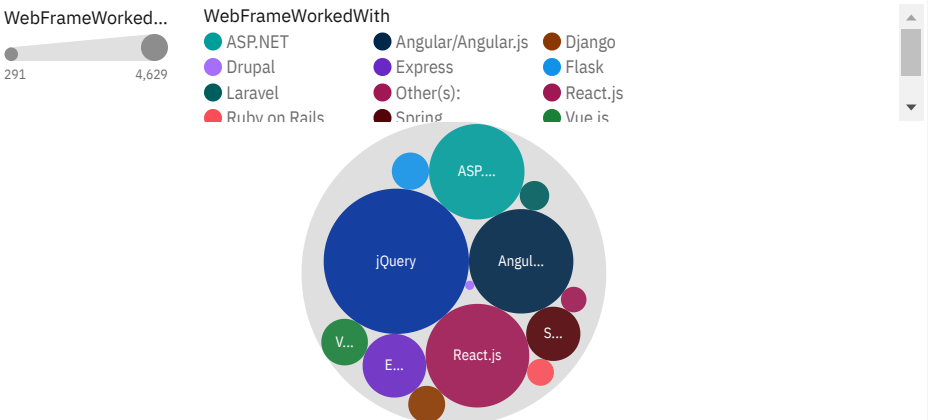 WebFrameWorked...
291 4,629
WebFrameWorkedWith
ASP.NET Angular/Angular.js Django
Drupal Express Flask
Laravel Other(s): React.js
Ruby on Rails Spring Vue.js
ASP....
jQuery Angul...
V... E... React.js S...